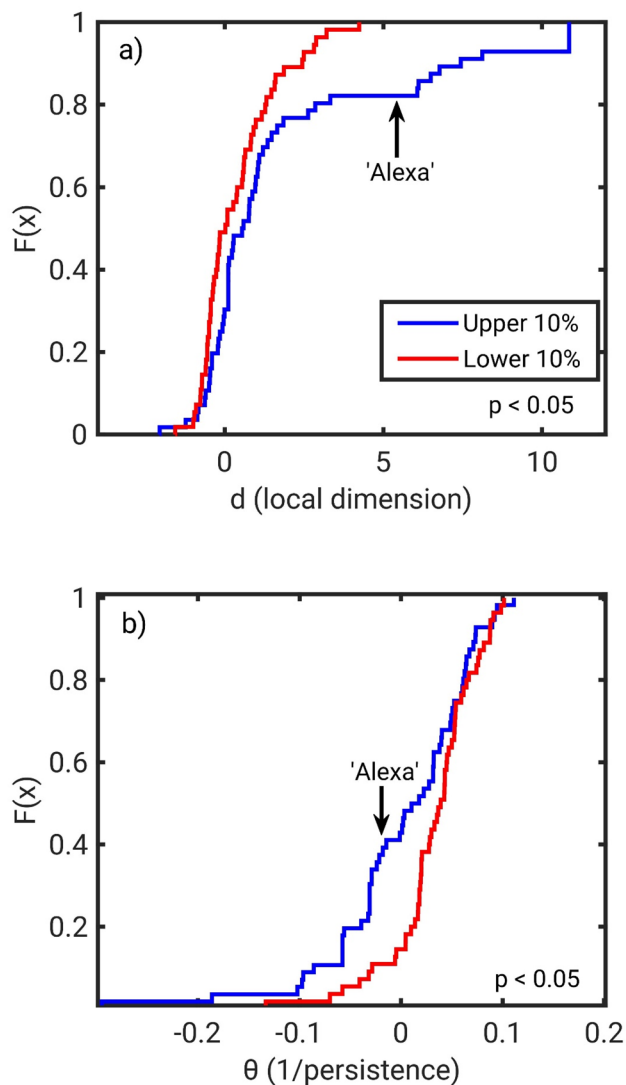 a)
1
0.8
0.6
0.4
0.2
0
F(x)
'Alexa'
Upper 10%
Lower 10%
p < 0.05
0 5 10
d (local dimension)
b)
1
0.8
0.6
0.4
0.2
F(x)
'Alexa'
p < 0.05
-0.2 -0.1 0 0.1 0.2
θ (1/persistence)